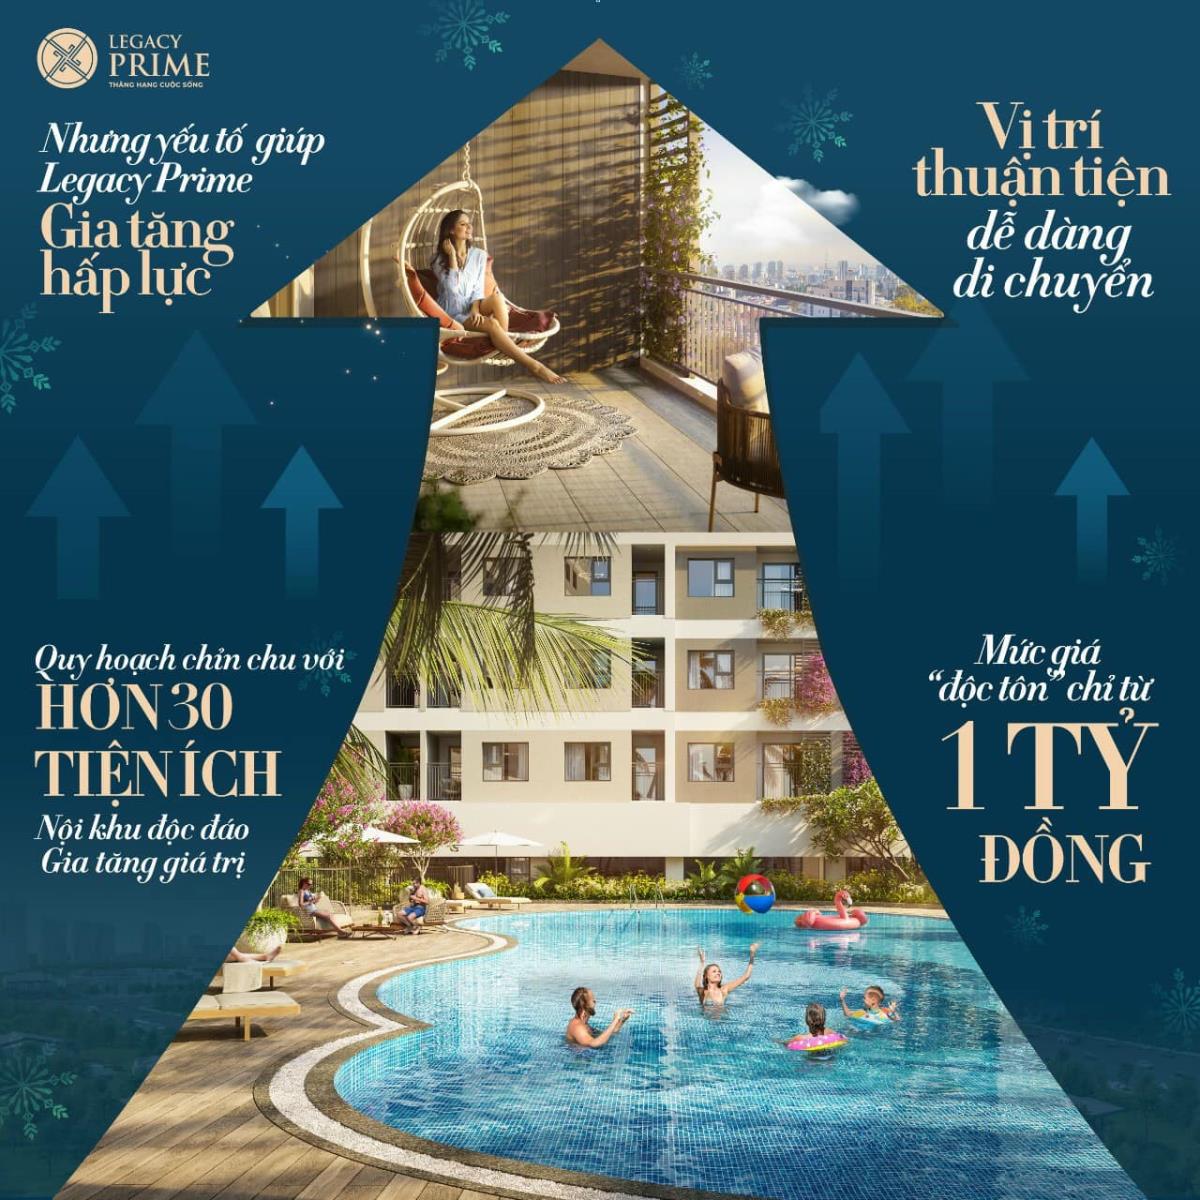 LEGACY
PRIME
THĂNG HẠNG CUỘC SỐNG
Nhưng yếu tố giúp
Legacy Prime
Gia tăng
hấp lực
Vị trí
thuận tiện
dễ dàng
di chuyển
Quy hoạch chỉn chu với
HƠN 30
TIỆN ÍCH
Nội khu độc đáo
Gia tăng giá trị
Mức giá
“độc tôn” chỉ từ
1 TỶ
ĐỒNG